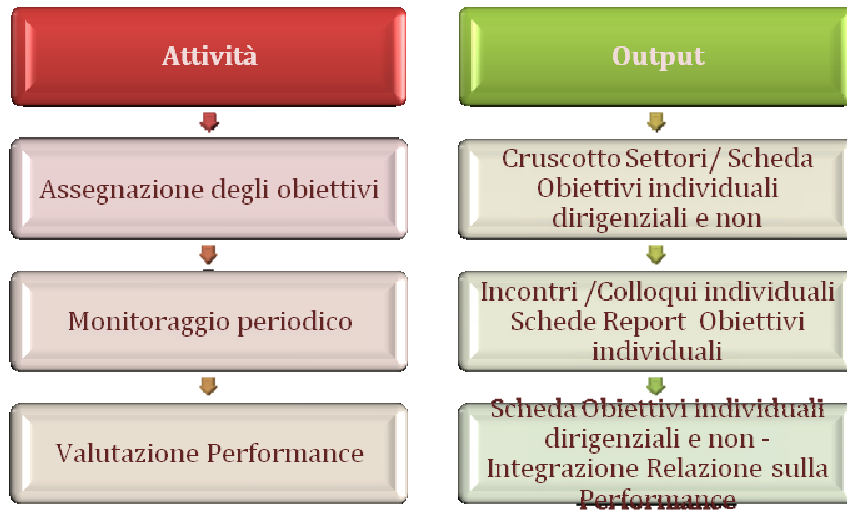 Attività
Assegnazione degli obiettivi
Monitoraggio periodico
Valutazione Performance
Output
Cruscotto Settori/ Scheda
Obiettivi individuali
dirigenziali e non
Incontri /Colloqui individuali
Schede Report Obiettivi
individuali
Scheda Obiettivi individuali
dirigenziali e non -
Integrazione Relazione sulla
Performance